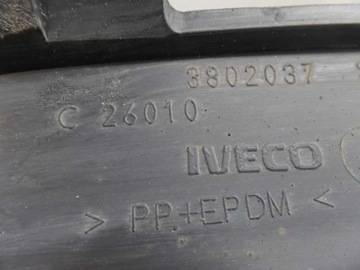 3802037
C 26010
IVECO
> PP+EPDM <